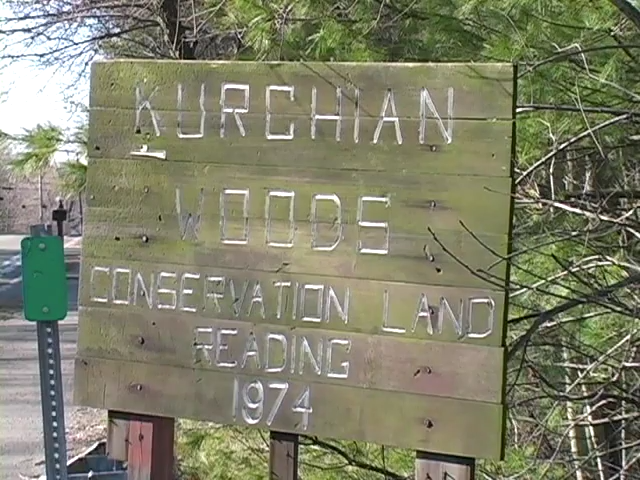 KURCHIAN
WOODS
CONSERVATION LAND
READING
1974